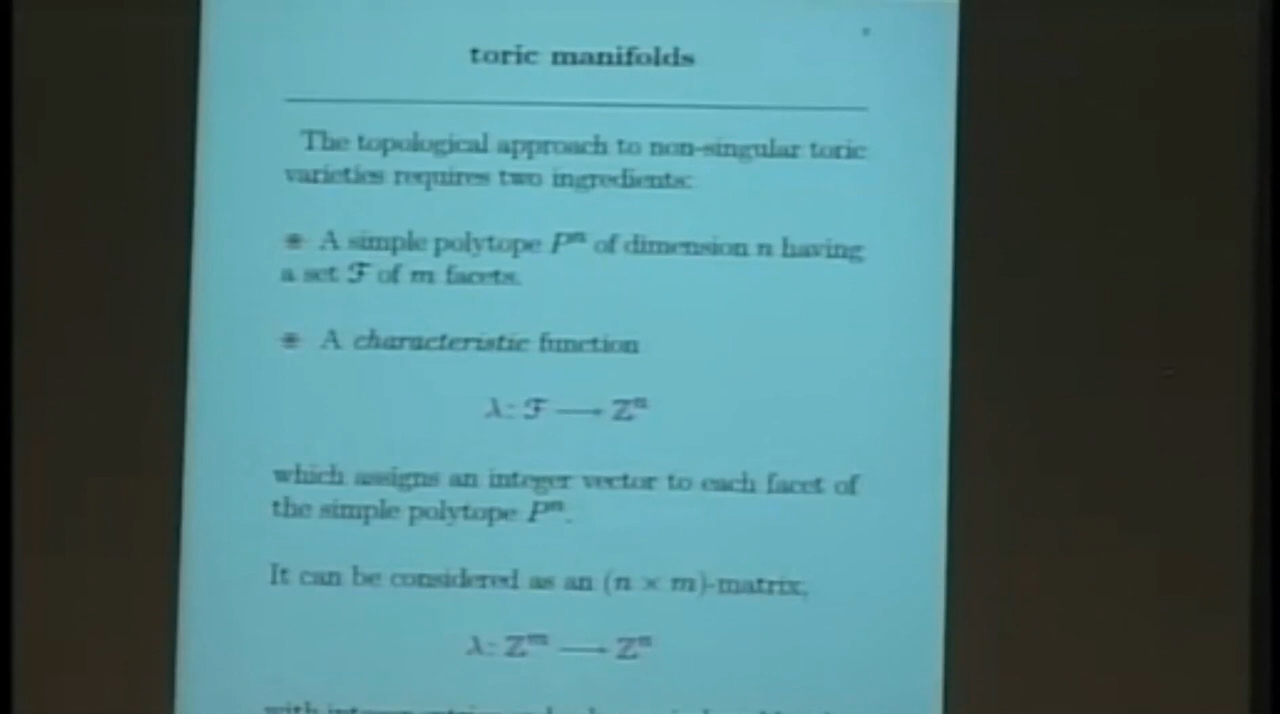 toric manifolds
The topological approach to non-singular toric
varieties requires two ingredients:
* A simple polytope Pⁿ of dimension n having
a set ℱ of m facets.
* A characteristic function
λ: ℱ ⟶ ℤⁿ
which assigns an integer vector to each facet of
the simple polytope Pⁿ.
It can be considered as an (n × m)-matrix,
λ: ℤᵐ ⟶ ℤⁿ
with integer